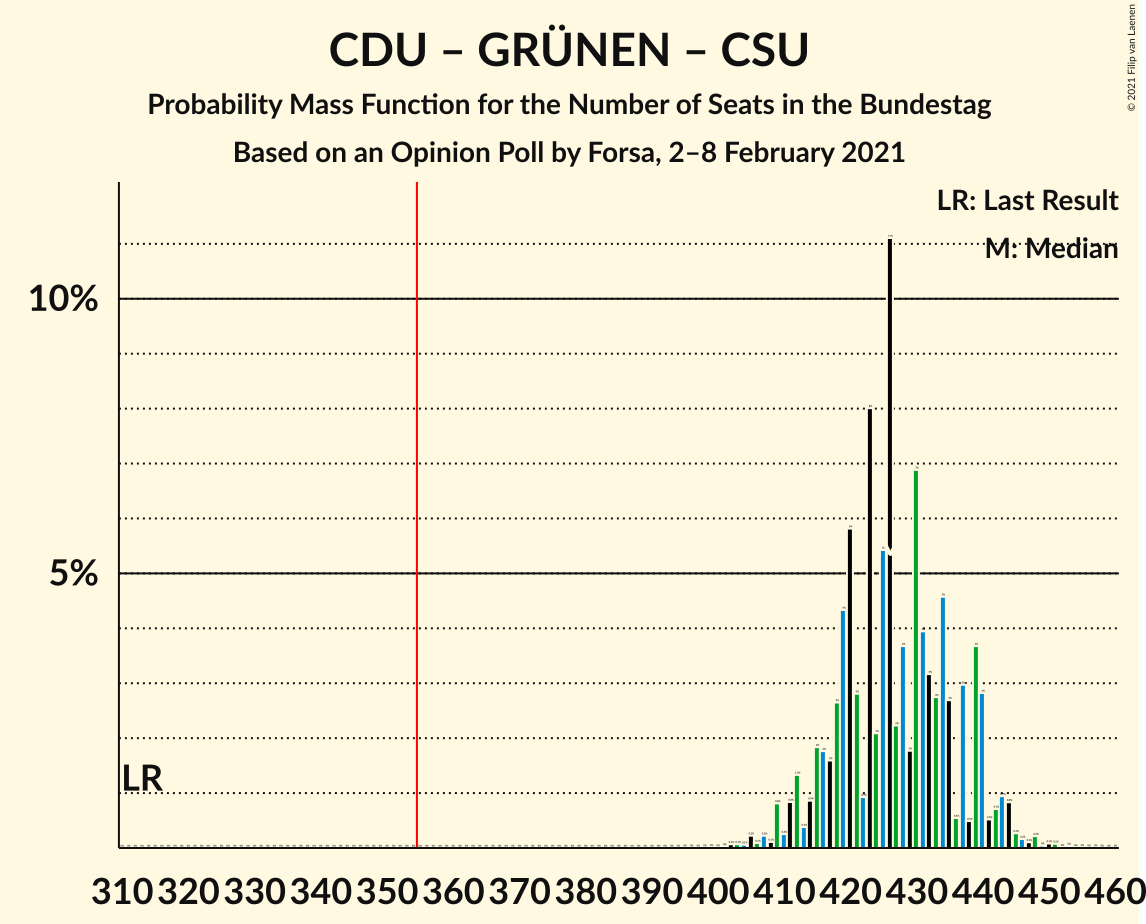 CDU – GRÜNEN – CSU
Probability Mass Function for the Number of Seats in the Bundestag
Based on an Opinion Poll by Forsa, 2–8 February 2021
© 2021 Filip van Laenen
LR: Last Result
M: Median
10%
5%
LR
310 320 330 340 350 360 370 380 390 400 410 420 430 440 450 460